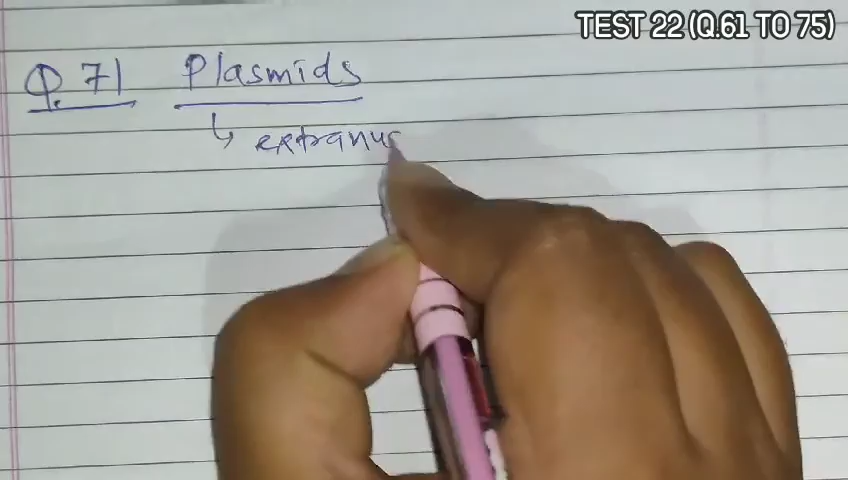 TEST 22 (Q.61 TO 75)
Q. 71 Plasmids
↳ extranuc